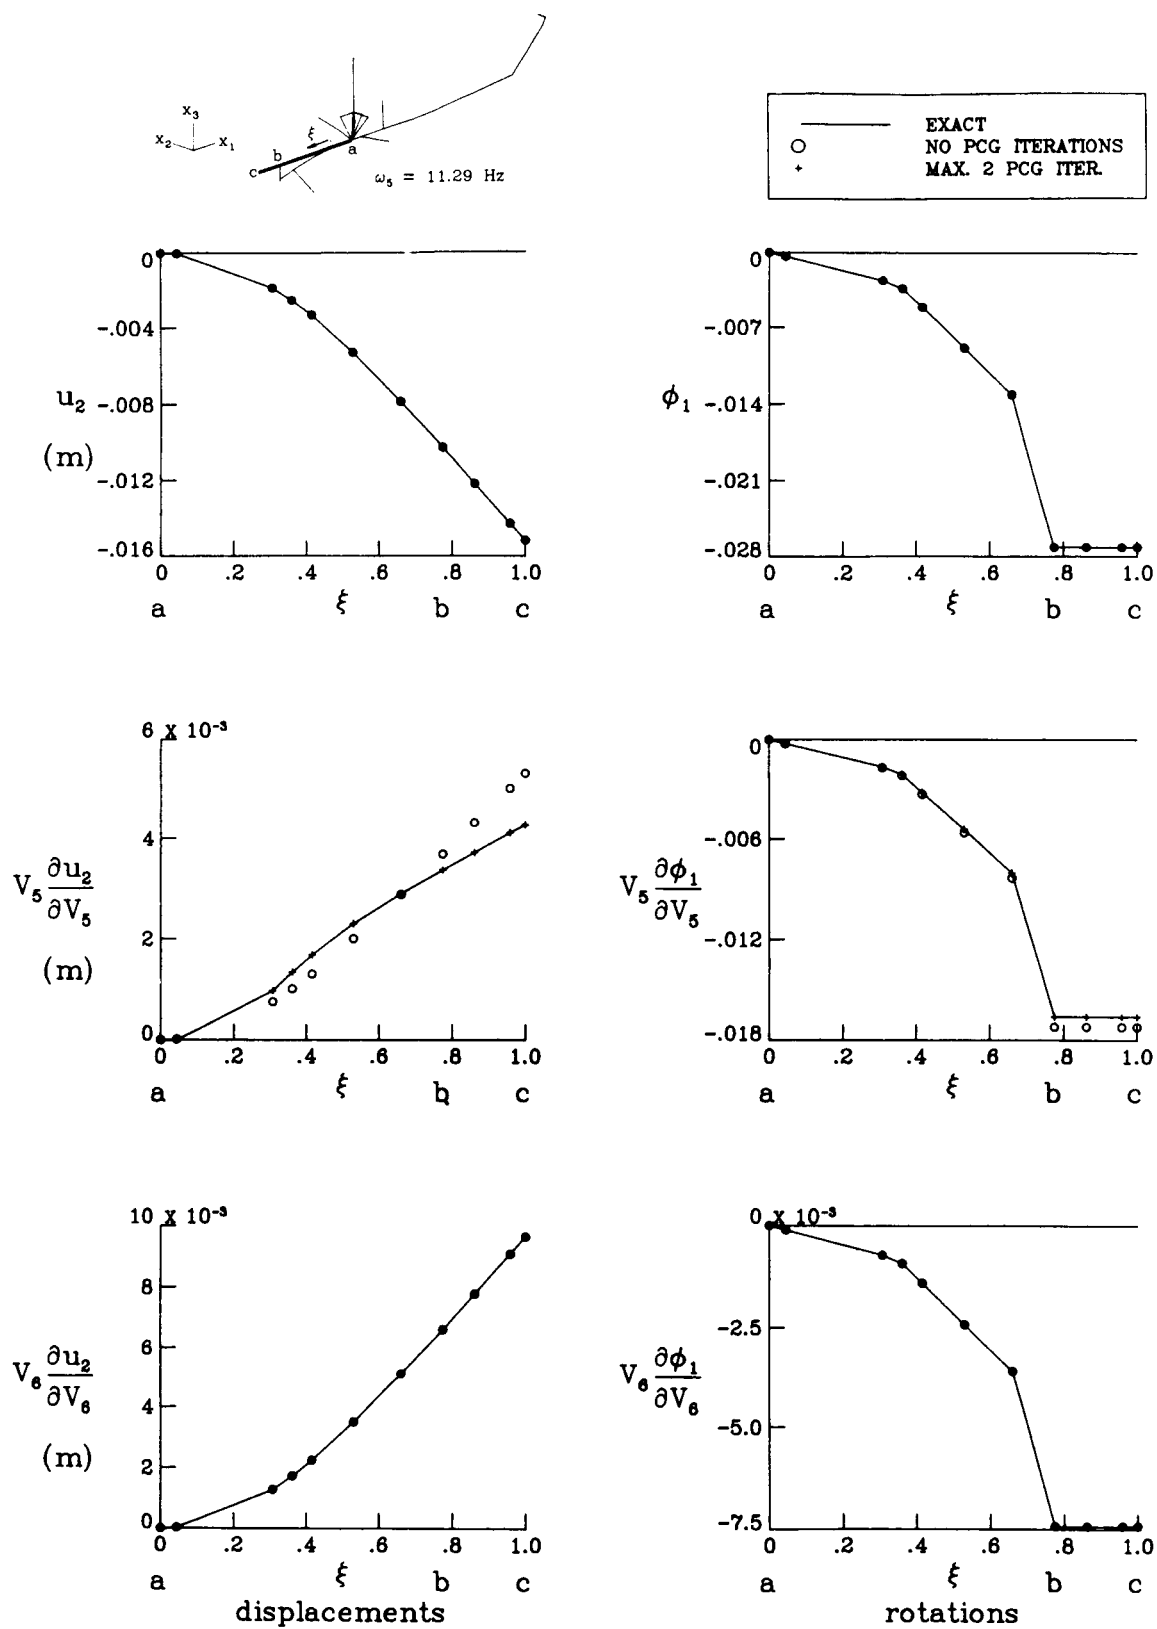 x₃
x₂ x₁
ξ
a
b
c
ω₅ = 11.29 Hz
EXACT
NO PCG ITERATIONS
MAX. 2 PCG ITER.
0
-.004
u₂ -.008
(m)
-.012
-.016
0 .2 .4 .6 .8 1.0
a ξ b c
0
-.007
ϕ₁ -.014
-.021
-.028
0 .2 .4 .6 .8 1.0
a ξ b c
6 X 10⁻³
4
V₅ ∂u₂/∂V₅
2
(m)
0
0 .2 .4 .6 .8 1.0
a ξ b c
0
-.006
V₅ ∂ϕ₁/∂V₅
-.012
-.018
0 .2 .4 .6 .8 1.0
a ξ b c
10 X 10⁻³
8
6
V₆ ∂u₂/∂V₆
4
(m)
2
0
0 .2 .4 .6 .8 1.0
a ξ b c
displacements
0 X 10⁻³
-2.5
V₆ ∂ϕ₁/∂V₆
-5.0
-7.5
0 .2 .4 .6 .8 1.0
a ξ b c
rotations